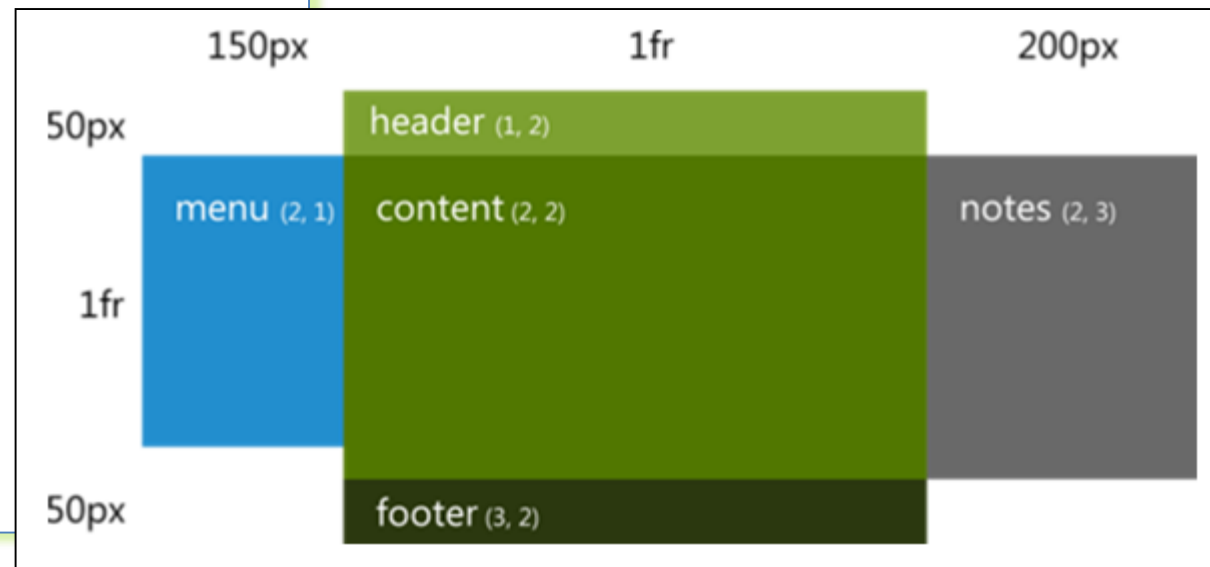 150px 1fr 200px
50px
header (1, 2)
menu (2, 1) content (2, 2) notes (2, 3)
1fr
50px
footer (3, 2)